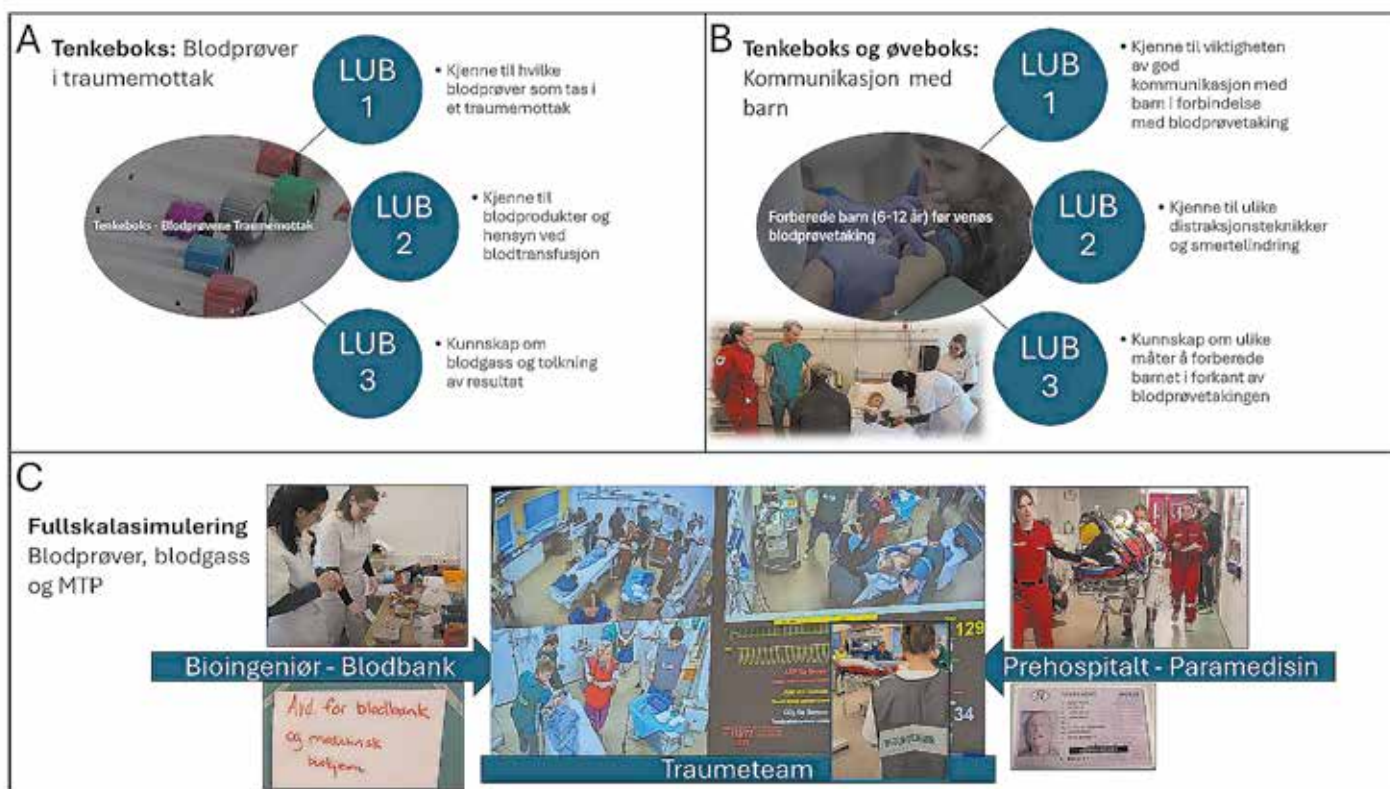 A
Tenkeboks: Blodprøver
i traumemottak
LUB
1
• Kjenne til hvilke
blodprøver som tas i
et traumemottak
Tenkeboks - Blodprøvene Traumemottak
LUB
2
• Kjenne til
blodprodukter og
hensyn ved
blodtransfusjon
LUB
3
• Kunnskap om
blodgass og tolkning
av resultat
B
Tenkeboks og øveboks:
Kommunikasjon med
barn
LUB
1
• Kjenne til viktigheten
av god
kommunikasjon med
barn i forbindelse
med blodprøvetaking
Forberede barn (6-12 år) før venøs
blodprøvetaking
LUB
2
• Kjenne til ulike
distraksjonsteknikker
og smertelindring
LUB
3
• Kunnskap om ulike
måter å forberede
barnet i forkant av
blodprøvetakingen
C
Fullskalasimulering
Blodprøver, blodgass
og MTP
Bioingeniør - Blodbank
Avd. for blodbank
og medisinsk
129
34
Traumeteam
Prehospitalt - Paramedisin